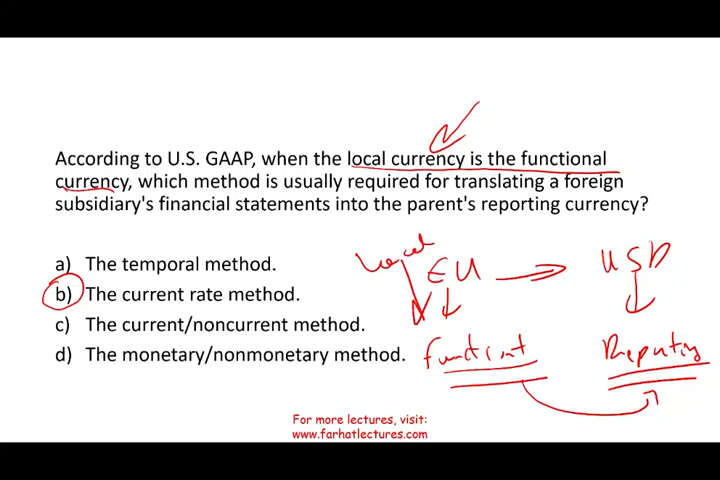 According to U.S. GAAP, when the local currency is the functional
currency, which method is usually required for translating a foreign
subsidiary's financial statements into the parent's reporting currency?
a) The temporal method.
b) The current rate method.
c) The current/noncurrent method.
d) The monetary/nonmonetary method.
local
EU
USD
Reporting
For more lectures, visit:
www.farhatlectures.com